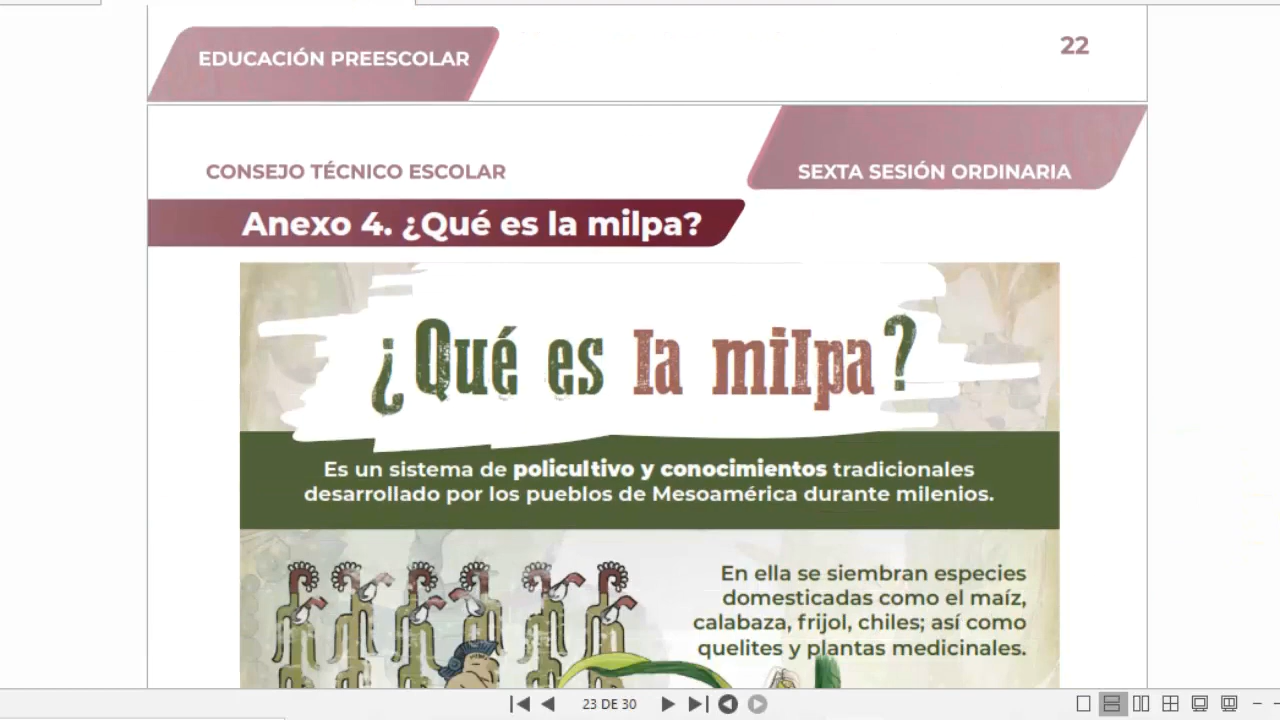 EDUCACIÓN PREESCOLAR
22
CONSEJO TÉCNICO ESCOLAR
SEXTA SESIÓN ORDINARIA
Anexo 4. ¿Qué es la milpa?
¿Qué es la milpa?
Es un sistema de policultivo y conocimientos tradicionales
desarrollado por los pueblos de Mesoamérica durante milenios.
En ella se siembran especies
domesticadas como el maíz,
calabaza, frijol, chiles; así como
quelites y plantas medicinales.
23 DE 30